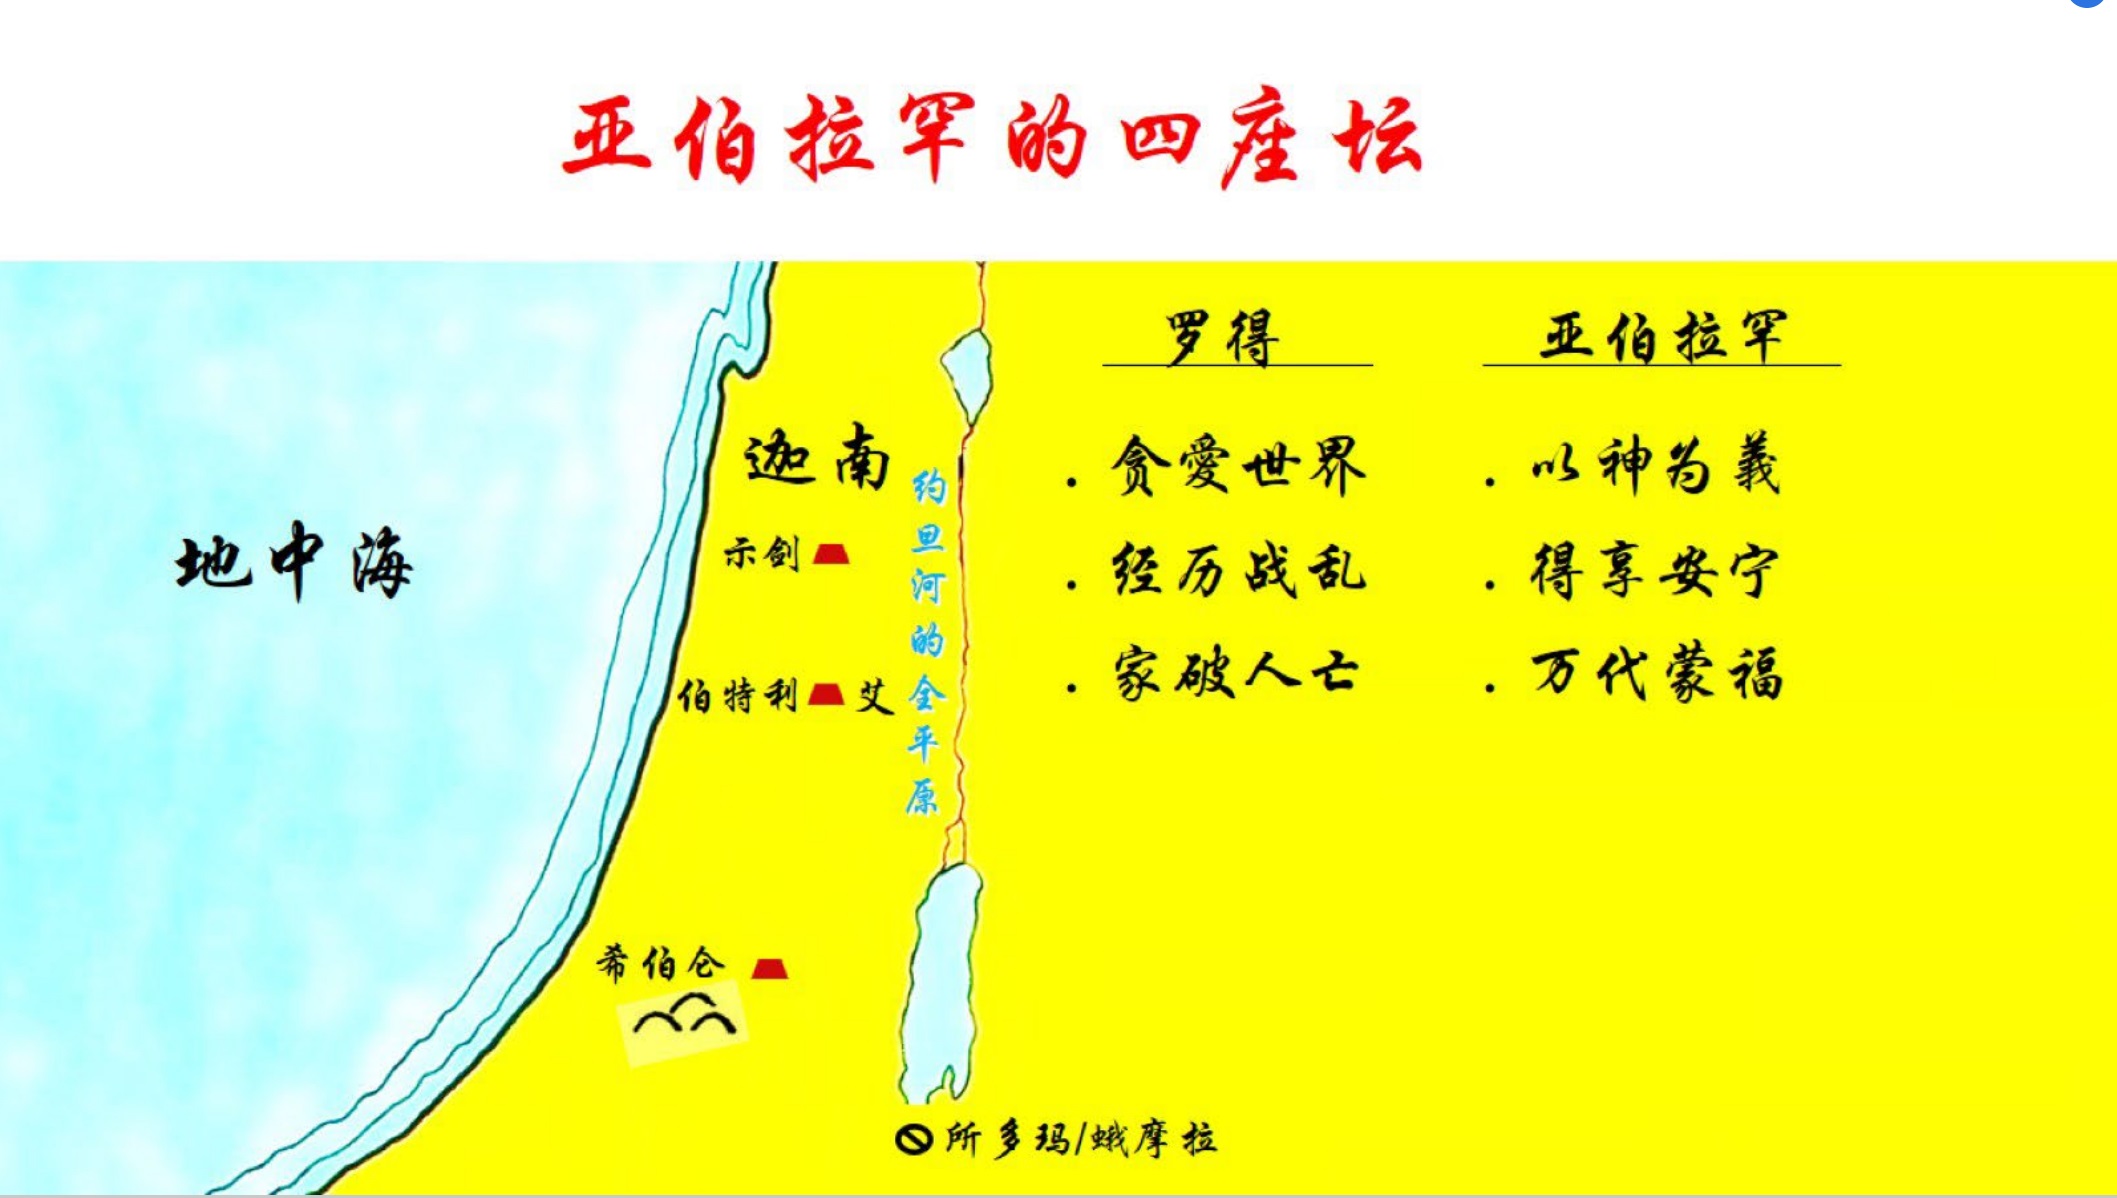 亚伯拉罕的四座坛
罗得
亚伯拉罕
迦南
约旦河的全平原
. 贪愛世界
. 以神为義
地中海
示剑
. 经历战乱
. 得享安宁
伯特利
艾
. 家破人亡
. 万代蒙福
希伯仑
所多玛/蛾摩拉